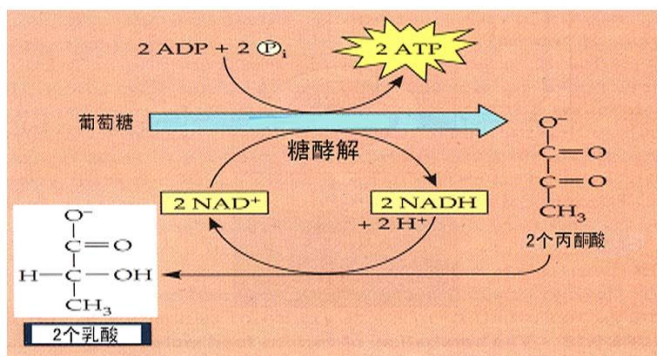 2 ADP + 2 Ⓟi
2 ATP
葡萄糖
糖酵解
2 NAD⁺
2 NADH
+ 2 H⁺
O⁻
C=O
C=O
CH₃
2个丙酮酸
O⁻
C=O
H—C—OH
CH₃
2个乳酸